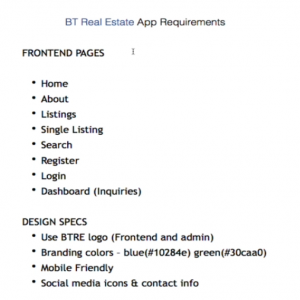 BT Real Estate App Requirements
FRONTEND PAGES
• Home
• About
• Listings
• Single Listing
• Search
• Register
• Login
• Dashboard (Inquiries)
DESIGN SPECS
• Use BTRE logo (Frontend and admin)
• Branding colors – blue(#10284e) green(#30caa0)
• Mobile Friendly
• Social media icons & contact info